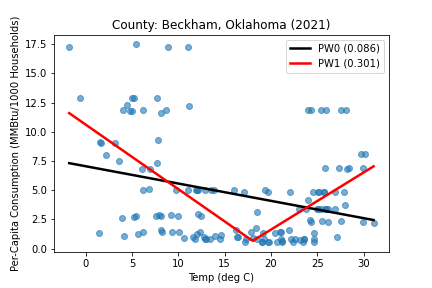 County: Beckham, Oklahoma (2021)
Per-Capita Consumption (MMBtu/1000 Households)
17.5
15.0
12.5
10.0
7.5
5.0
2.5
0.0
PW0 (0.086)
PW1 (0.301)
0 5 10 15 20 25 30
Temp (deg C)